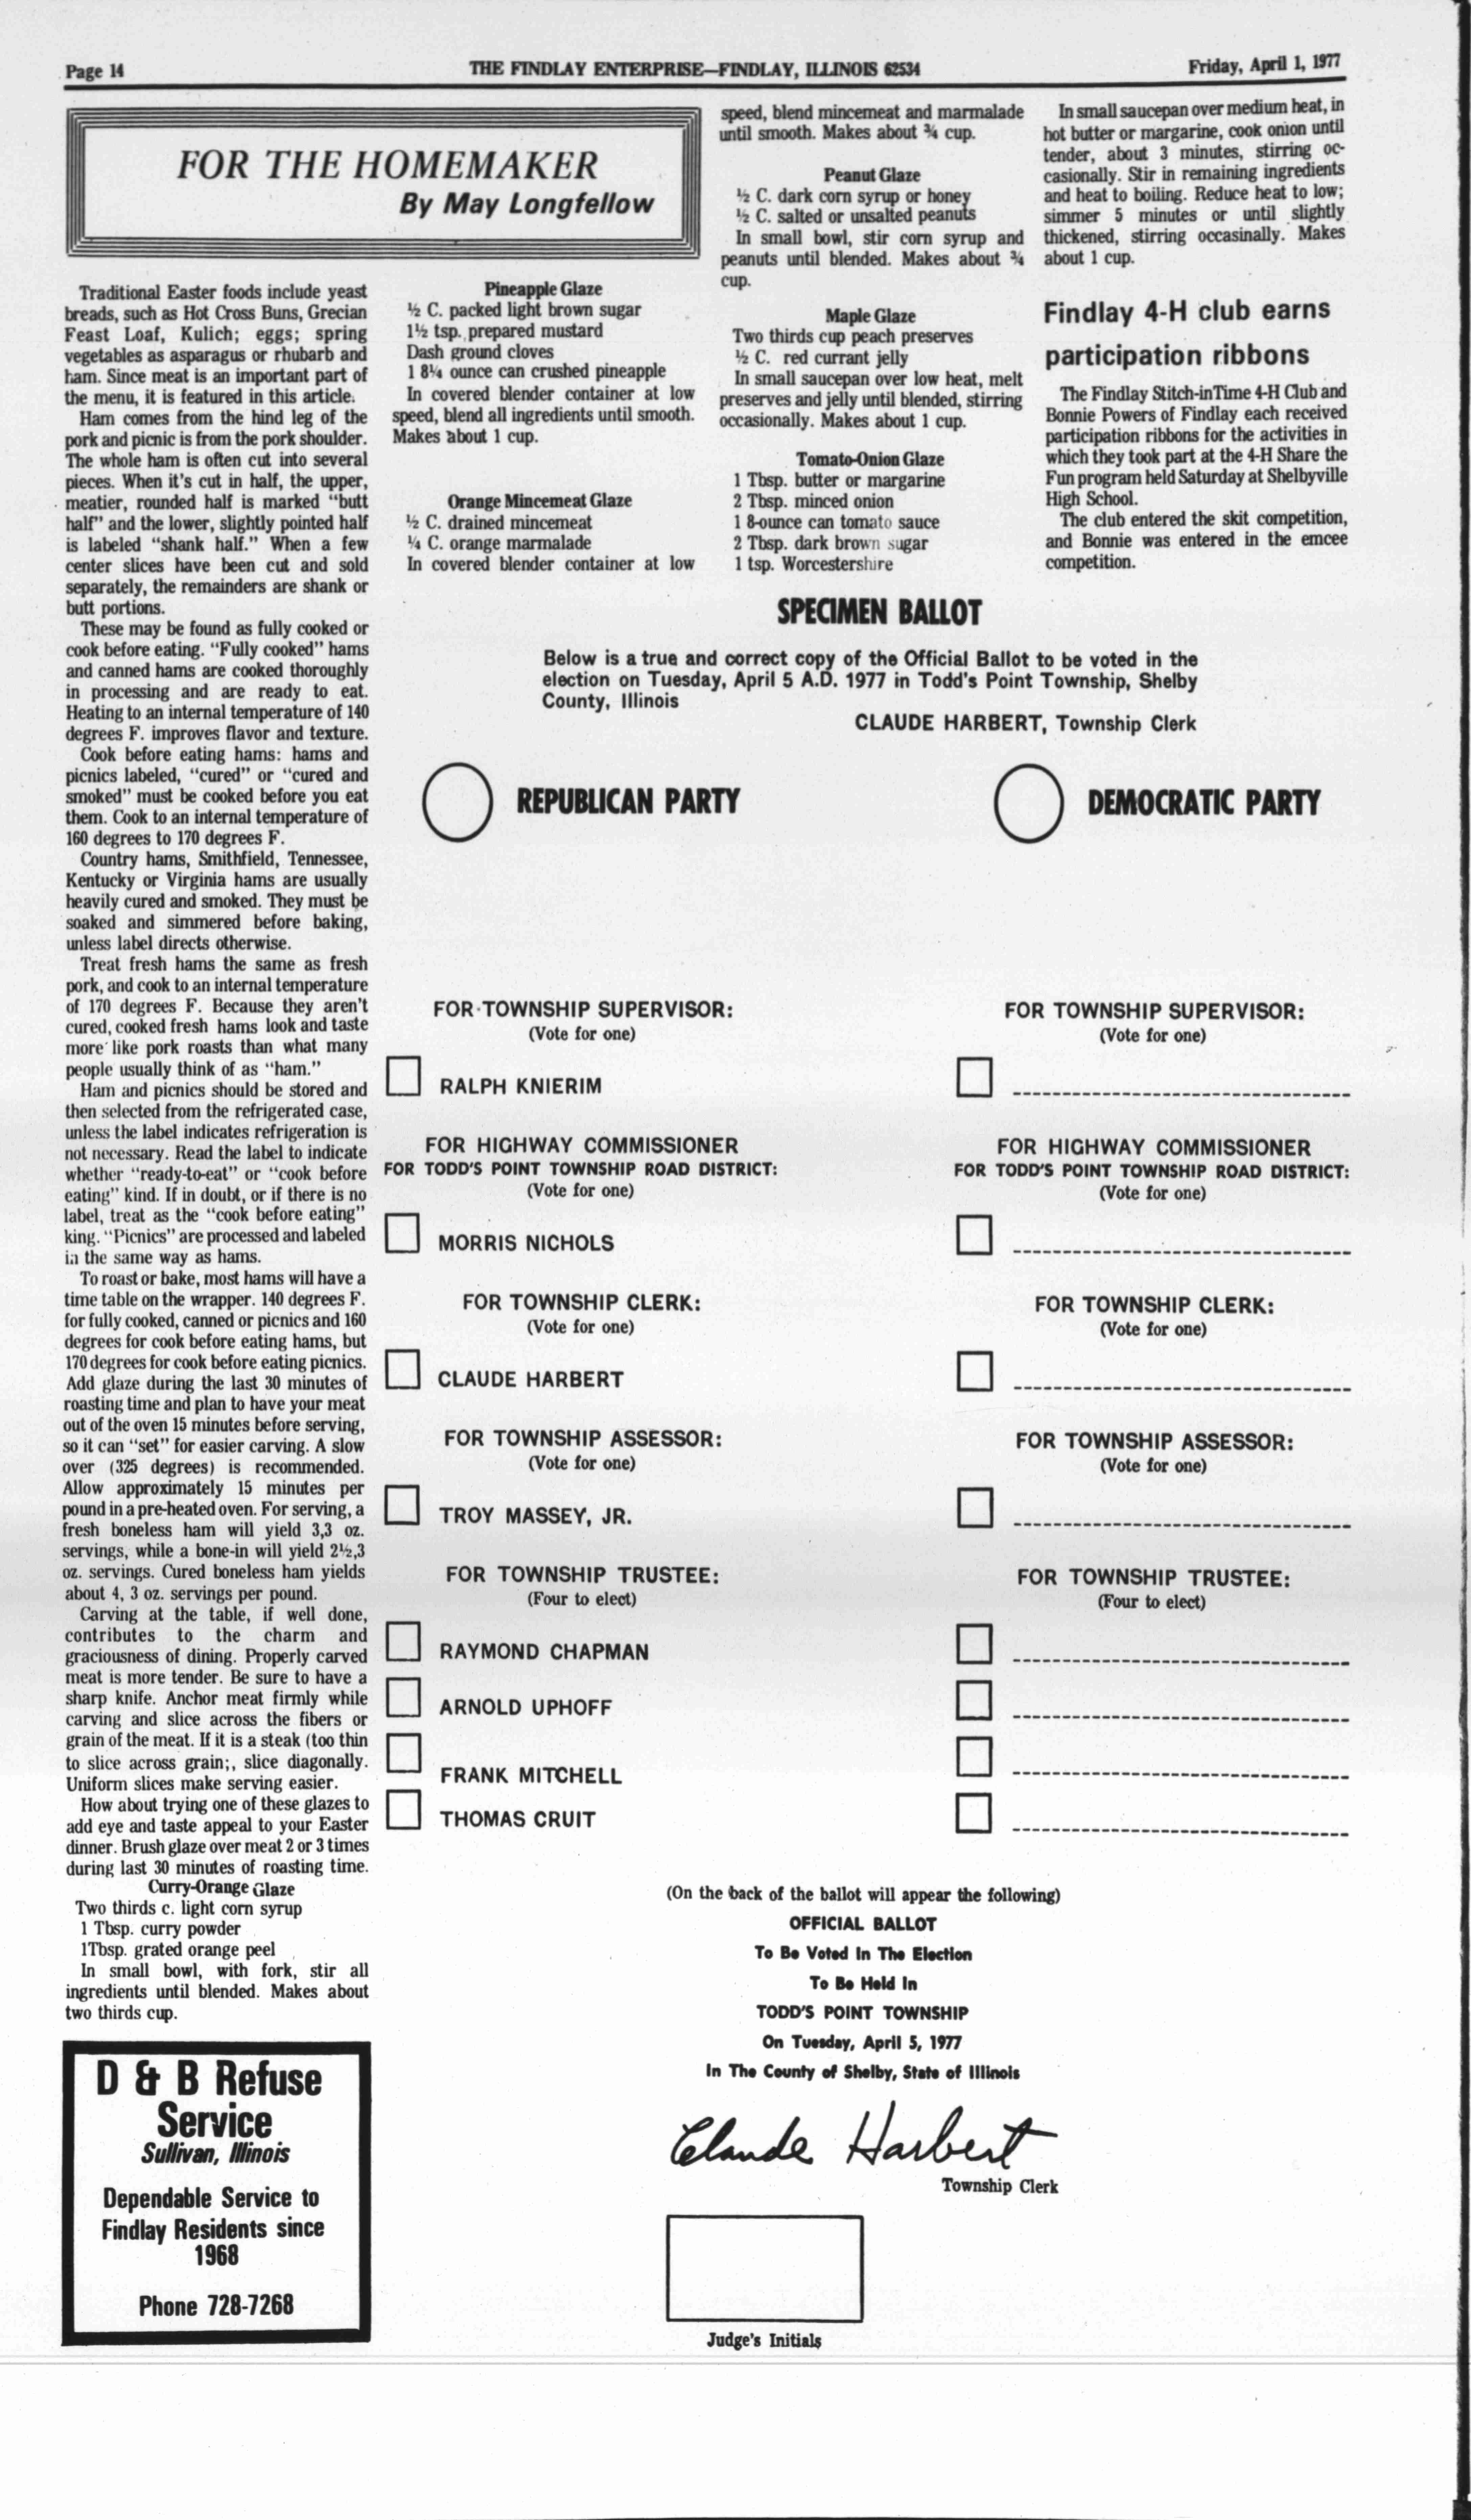 Page 14
THE FINDLAY ENTERPRISE—FINDLAY, ILLINOIS 62534
Friday, April 1, 1977
FOR THE HOMEMAKER
By May Longfellow
Traditional Easter foods include yeast
breads, such as Hot Cross Buns, Grecian
Feast Loaf, Kulich; eggs; spring
vegetables as asparagus or rhubarb and
ham. Since meat is an important part of
the menu, it is featured in this article.
Ham comes from the hind leg of the
pork and picnic is from the pork shoulder.
The whole ham is often cut into several
pieces. When it's cut in half, the upper,
meatier, rounded half is marked "butt
half" and the lower, slightly pointed half
is labeled "shank half." When a few
center slices have been cut and sold
separately, the remainders are shank or
butt portions.
These may be found as fully cooked or
cook before eating. "Fully cooked" hams
and canned hams are cooked thoroughly
in processing and are ready to eat.
Heating to an internal temperature of 140
degrees F. improves flavor and texture.
Cook before eating hams: hams and
picnics labeled, "cured" or "cured and
smoked" must be cooked before you eat
them. Cook to an internal temperature of
160 degrees to 170 degrees F.
Country hams, Smithfield, Tennessee,
Kentucky or Virginia hams are usually
heavily cured and smoked. They must be
soaked and simmered before baking,
unless label directs otherwise.
Treat fresh hams the same as fresh
pork, and cook to an internal temperature
of 170 degrees F. Because they aren't
cured, cooked fresh hams look and taste
more like pork roasts than what many
people usually think of as "ham."
Ham and picnics should be stored and
then selected from the refrigerated case,
unless the label indicates refrigeration is
not necessary. Read the label to indicate
whether "ready-to-eat" or "cook before
eating" kind. If in doubt, or if there is no
label, treat as the "cook before eating"
king. "Picnics" are processed and labeled
in the same way as hams.
To roast or bake, most hams will have a
time table on the wrapper. 140 degrees F.
for fully cooked, canned or picnics and 160
degrees for cook before eating hams, but
170 degrees for cook before eating picnics.
Add glaze during the last 30 minutes of
roasting time and plan to have your meat
out of the oven 15 minutes before serving,
so it can "set" for easier carving. A slow
over (325 degrees) is recommended.
Allow approximately 15 minutes per
pound in a pre-heated oven. For serving, a
fresh boneless ham will yield 3,3 oz.
servings, while a bone-in will yield 2½,3
oz. servings. Cured boneless ham yields
about 4, 3 oz. servings per pound.
Carving at the table, if well done,
contributes to the charm and
graciousness of dining. Properly carved
meat is more tender. Be sure to have a
sharp knife. Anchor meat firmly while
carving and slice across the fibers or
grain of the meat. If it is a steak (too thin
to slice across grain;, slice diagonally.
Uniform slices make serving easier.
How about trying one of these glazes to
add eye and taste appeal to your Easter
dinner. Brush glaze over meat 2 or 3 times
during last 30 minutes of roasting time.
Curry-Orange Glaze
Two thirds c. light corn syrup
1 Tbsp. curry powder
1Tbsp. grated orange peel
In small bowl, with fork, stir all
ingredients until blended. Makes about
two thirds cup.
D & B Refuse
Service
Sullivan, Illinois
Dependable Service to
Findlay Residents since
1968
Phone 728-7268
Pineapple Glaze
½ C. packed light brown sugar
1½ tsp. prepared mustard
Dash ground cloves
1 8¼ ounce can crushed pineapple
In covered blender container at low
speed, blend all ingredients until smooth.
Makes about 1 cup.
Orange Mincemeat Glaze
½ C. drained mincemeat
¼ C. orange marmalade
In covered blender container at low
speed, blend mincemeat and marmalade
until smooth. Makes about ¾ cup.
Peanut Glaze
½ C. dark corn syrup or honey
½ C. salted or unsalted peanuts
In small bowl, stir corn syrup and
peanuts until blended. Makes about ¾
cup.
Maple Glaze
Two thirds cup peach preserves
½ C. red currant jelly
In small saucepan over low heat, melt
preserves and jelly until blended, stirring
occasionally. Makes about 1 cup.
Tomato-Onion Glaze
1 Tbsp. butter or margarine
2 Tbsp. minced onion
1 8-ounce can tomato sauce
2 Tbsp. dark brown sugar
1 tsp. Worcestershire
In small saucepan over medium heat, in
hot butter or margarine, cook onion until
tender, about 3 minutes, stirring oc-
casionally. Stir in remaining ingredients
and heat to boiling. Reduce heat to low;
simmer 5 minutes or until slightly
thickened, stirring occasinally. Makes
about 1 cup.
Findlay 4-H club earns
participation ribbons
The Findlay Stitch-inTime 4-H Club and
Bonnie Powers of Findlay each received
participation ribbons for the activities in
which they took part at the 4-H Share the
Fun program held Saturday at Shelbyville
High School.
The club entered the skit competition,
and Bonnie was entered in the emcee
competition.
SPECIMEN BALLOT
Below is a true and correct copy of the Official Ballot to be voted in the
election on Tuesday, April 5 A.D. 1977 in Todd's Point Township, Shelby
County, Illinois
CLAUDE HARBERT, Township Clerk
REPUBLICAN PARTY
FOR TOWNSHIP SUPERVISOR:
(Vote for one)
RALPH KNIERIM
FOR HIGHWAY COMMISSIONER
FOR TODD'S POINT TOWNSHIP ROAD DISTRICT:
(Vote for one)
MORRIS NICHOLS
FOR TOWNSHIP CLERK:
(Vote for one)
CLAUDE HARBERT
FOR TOWNSHIP ASSESSOR:
(Vote for one)
TROY MASSEY, JR.
FOR TOWNSHIP TRUSTEE:
(Four to elect)
RAYMOND CHAPMAN
ARNOLD UPHOFF
FRANK MITCHELL
THOMAS CRUIT
DEMOCRATIC PARTY
FOR TOWNSHIP SUPERVISOR:
(Vote for one)
FOR HIGHWAY COMMISSIONER
FOR TODD'S POINT TOWNSHIP ROAD DISTRICT:
(Vote for one)
FOR TOWNSHIP CLERK:
(Vote for one)
FOR TOWNSHIP ASSESSOR:
(Vote for one)
FOR TOWNSHIP TRUSTEE:
(Four to elect)
(On the back of the ballot will appear the following)
OFFICIAL BALLOT
To Be Voted In The Election
To Be Held In
TODD'S POINT TOWNSHIP
On Tuesday, April 5, 1977
In The County of Shelby, State of Illinois
Claude Harbert
Township Clerk
Judge's Initials